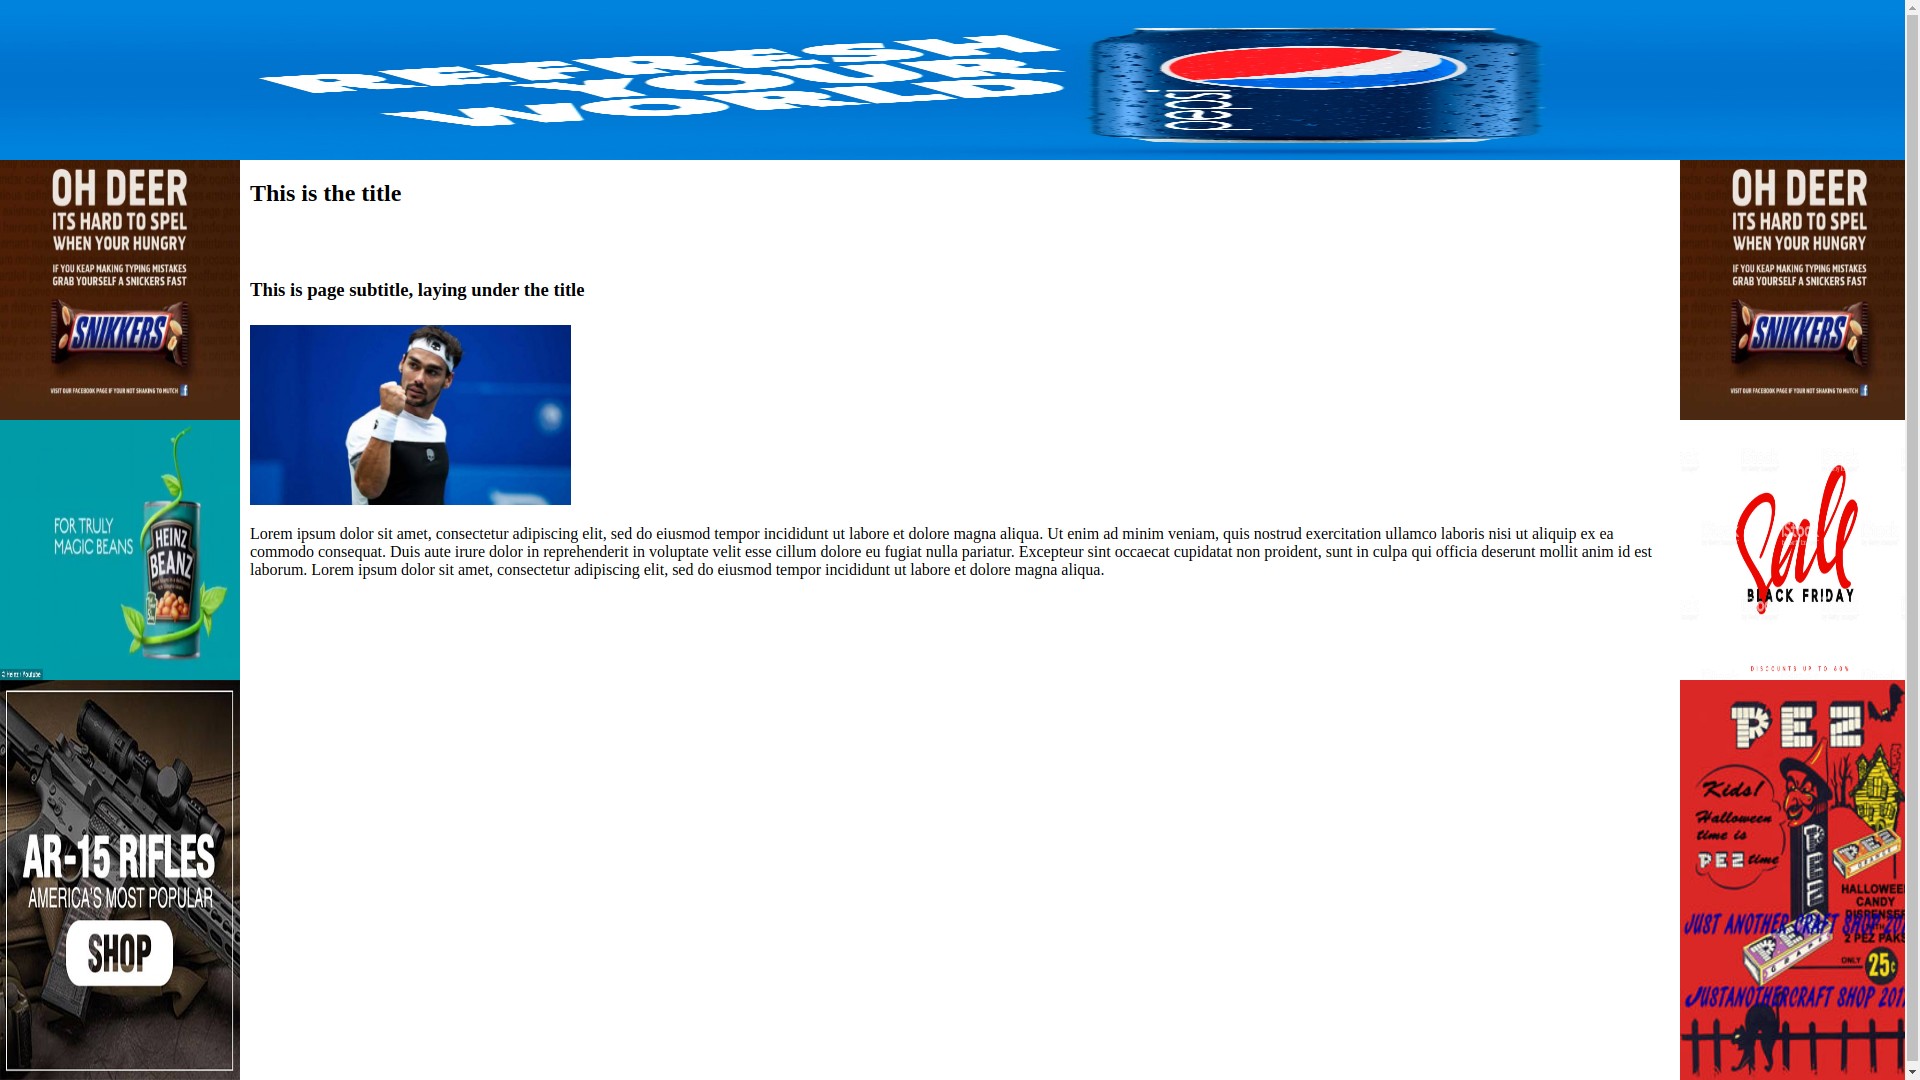 REFRESH
YOUR
WORLD
pepsi
OH DEER
ITS HARD TO SPEL
WHEN YOUR HUNGRY
IF YOU KEAP MAKING TYPING MISTAKES
GRAB YOURSELF A SNICKERS FAST
SNIKKERS
VISIT OUR FACEBOOK PAGE IF YOUR NOT SHAKING TO MUTCH
FOR TRULY
MAGIC BEANS
HEINZ
BEANZ
© Heinz / Youtube
AR-15 RIFLES
AMERICA'S MOST POPULAR
SHOP
This is the title
This is page subtitle, laying under the title
Lorem ipsum dolor sit amet, consectetur adipiscing elit, sed do eiusmod tempor incididunt ut labore et dolore magna aliqua. Ut enim ad minim veniam, quis nostrud exercitation ullamco laboris nisi ut aliquip ex ea
commodo consequat. Duis aute irure dolor in reprehenderit in voluptate velit esse cillum dolore eu fugiat nulla pariatur. Excepteur sint occaecat cupidatat non proident, sunt in culpa qui officia deserunt mollit anim id est
laborum. Lorem ipsum dolor sit amet, consectetur adipiscing elit, sed do eiusmod tempor incididunt ut labore et dolore magna aliqua.
OH DEER
ITS HARD TO SPEL
WHEN YOUR HUNGRY
IF YOU KEAP MAKING TYPING MISTAKES
GRAB YOURSELF A SNICKERS FAST
SNIKKERS
VISIT OUR FACEBOOK PAGE IF YOUR NOT SHAKING TO MUTCH
Sale
BLACK FRIDAY
DISCOUNTS UP TO 60%
PEZ
Kids!
Halloween
time is
PEZ time
PEZ
PEZ
HALLOWEE
CANDY
DISPENSER
JUST ANOTHER CRAFT SHOP 201
2 PEZ PAKS
ONLY 25¢
JUSTANOTHERCRAFT SHOP 201